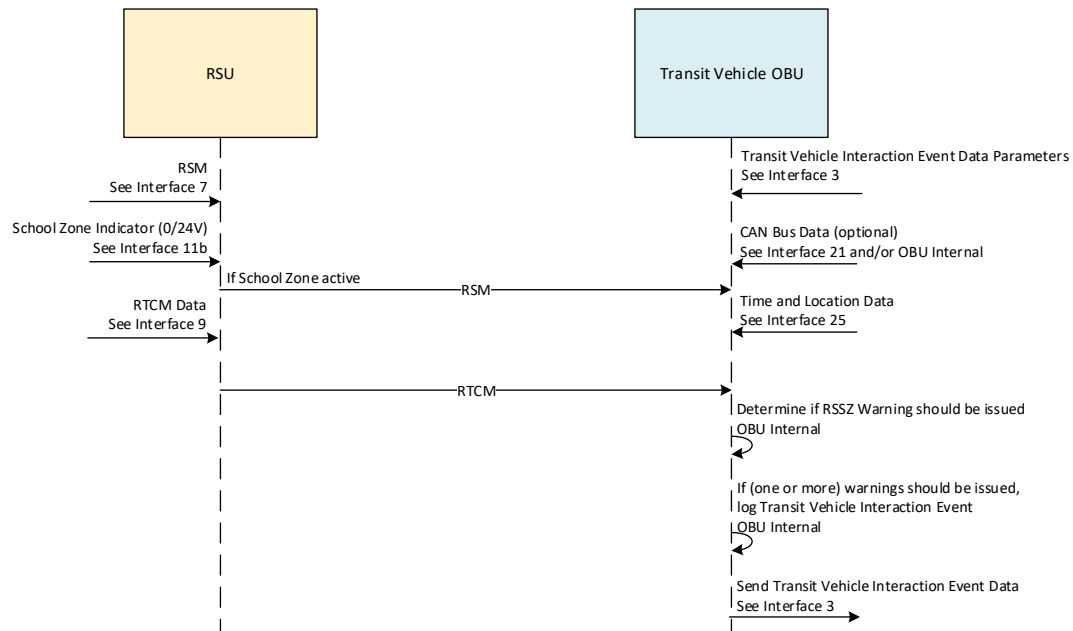 RSU
Transit Vehicle OBU
RSM
See Interface 7
Transit Vehicle Interaction Event Data Parameters
See Interface 3
School Zone Indicator (0/24V)
See Interface 11b
CAN Bus Data (optional)
See Interface 21 and/or OBU Internal
If School Zone active
RSM
RTCM Data
See Interface 9
Time and Location Data
See Interface 25
RTCM
Determine if RSSZ Warning should be issued
OBU Internal
If (one or more) warnings should be issued,
log Transit Vehicle Interaction Event
OBU Internal
Send Transit Vehicle Interaction Event Data
See Interface 3